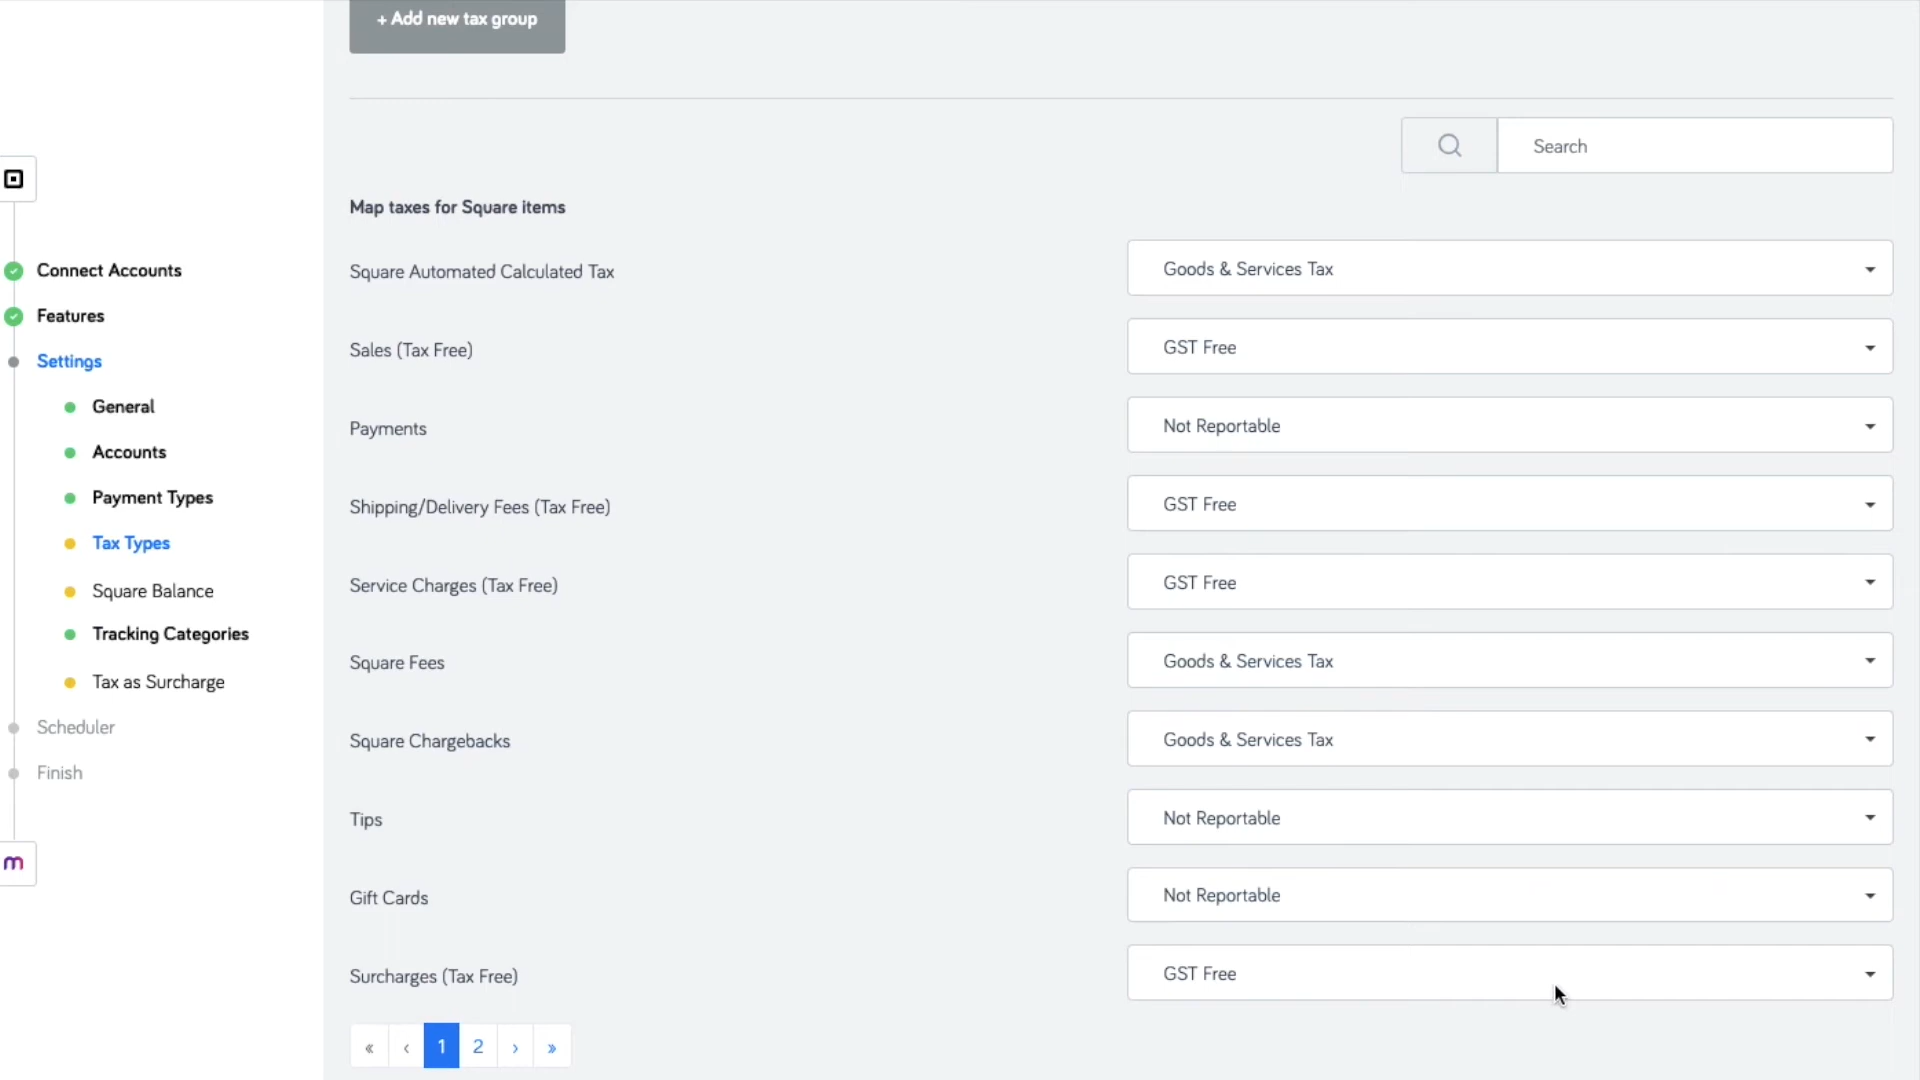 + Add new tax group
Search
Map taxes for Square items
Connect Accounts
Features
Settings
General
Accounts
Payment Types
Tax Types
Square Balance
Tracking Categories
Tax as Surcharge
Scheduler
Finish
m
Square Automated Calculated Tax
Goods & Services Tax
Sales (Tax Free)
GST Free
Payments
Not Reportable
Shipping/Delivery Fees (Tax Free)
GST Free
Service Charges (Tax Free)
GST Free
Square Fees
Goods & Services Tax
Square Chargebacks
Goods & Services Tax
Tips
Not Reportable
Gift Cards
Not Reportable
Surcharges (Tax Free)
GST Free
« ‹ 1 2 › »